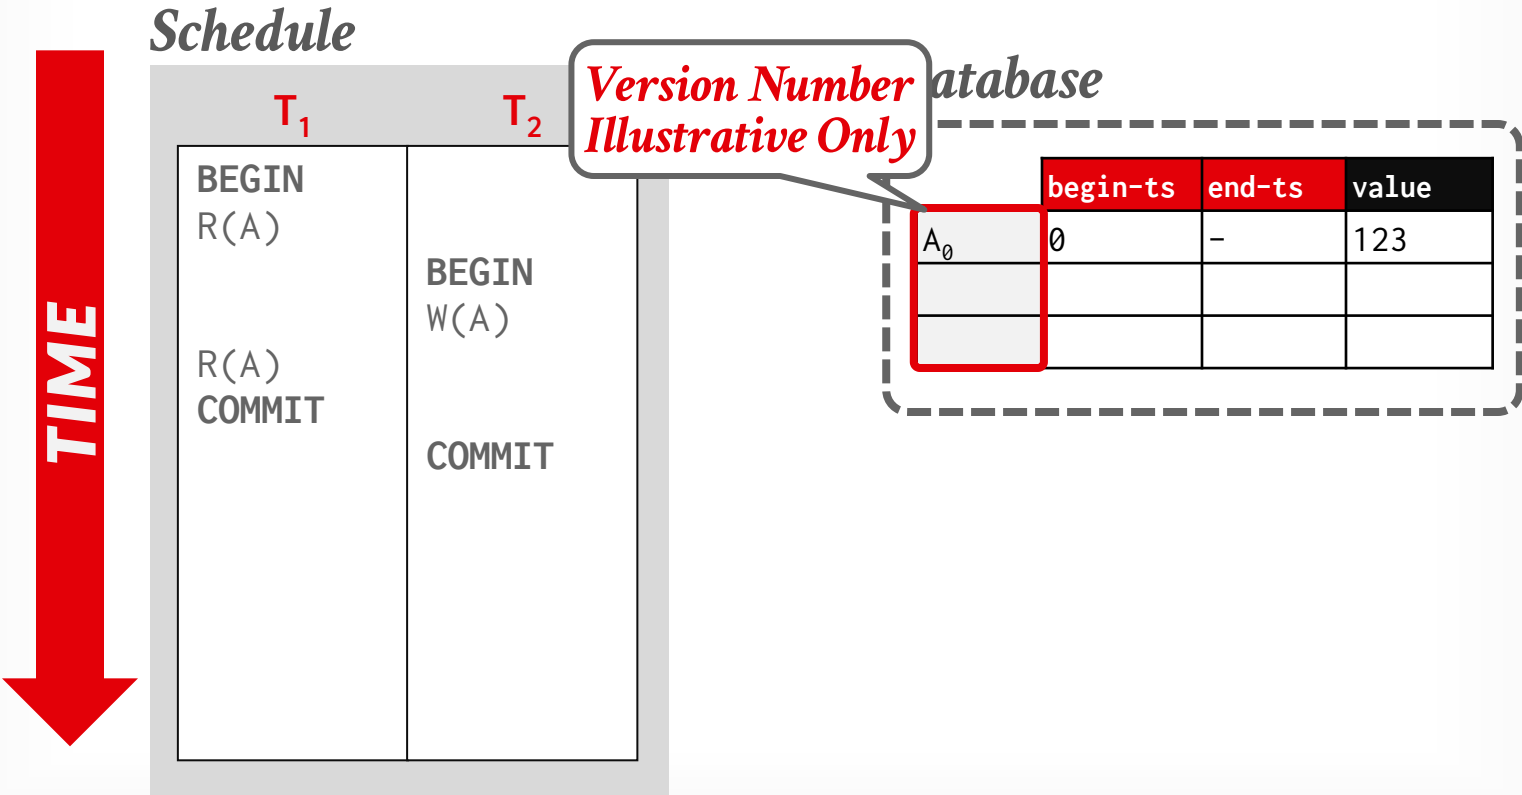 Schedule
T1 T2
Version Number
Illustrative Only
atabase
TIME
BEGIN
R(A)
BEGIN
W(A)
R(A)
COMMIT
COMMIT
begin-ts end-ts value
A0 0 – 123